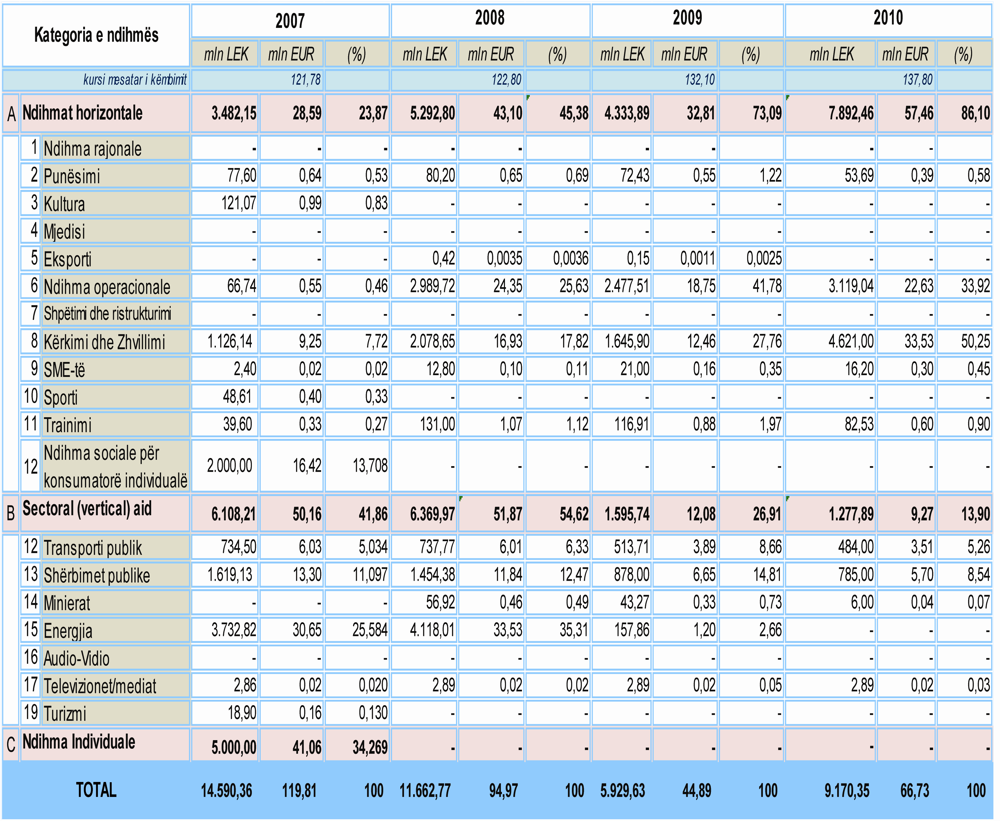 Kategoria e ndihmës 2007 2008 2009 2010
mln LEK mln EUR (%) mln LEK mln EUR (%) mln LEK mln EUR (%) mln LEK mln EUR (%)
kursi mesatar i këmbimit 121,78 122,80 132,10 137,80
A Ndihmat horizontale 3.482,15 28,59 23,87 5.292,80 43,10 45,38 4.333,89 32,81 73,09 7.892,46 57,46 86,10
1 Ndihma rajonale - - - - - - - - -
2 Punësimi 77,60 0,64 0,53 80,20 0,65 0,69 72,43 0,55 1,22 53,69 0,39 0,58
3 Kultura 121,07 0,99 0,83 - - - - - - - - -
4 Mjedisi - - - - - - - - - - - -
5 Eksporti - - - 0,42 0,0035 0,0036 0,15 0,0011 0,0025 - - -
6 Ndihma operacionale 66,74 0,55 0,46 2.989,72 24,35 25,63 2.477,51 18,75 41,78 3.119,04 22,63 33,92
7 Shpëtimi dhe ristrukturimi - - - - - - - - - - - -
8 Kërkimi dhe Zhvillimi 1.126,14 9,25 7,72 2.078,65 16,93 17,82 1.645,90 12,46 27,76 4.621,00 33,53 50,25
9 SME-të 2,40 0,02 0,02 12,80 0,10 0,11 21,00 0,16 0,35 16,20 0,30 0,45
10 Sporti 48,61 0,40 0,33 - - - - - - - - -
11 Trainimi 39,60 0,33 0,27 131,00 1,07 1,12 116,91 0,88 1,97 82,53 0,60 0,90
12 Ndihma sociale për
konsumatorë individualë 2.000,00 16,42 13,708 - - - - - - - - -
B Sectoral (vertical) aid 6.108,21 50,16 41,86 6.369,97 51,87 54,62 1.595,74 12,08 26,91 1.277,89 9,27 13,90
12 Transporti publik 734,50 6,03 5,034 737,77 6,01 6,33 513,71 3,89 8,66 484,00 3,51 5,26
13 Shërbimet publike 1.619,13 13,30 11,097 1.454,38 11,84 12,47 878,00 6,65 14,81 785,00 5,70 8,54
14 Minierat - - - 56,92 0,46 0,49 43,27 0,33 0,73 6,00 0,04 0,07
15 Energjia 3.732,82 30,65 25,584 4.118,01 33,53 35,31 157,86 1,20 2,66 - - -
16 Audio-Vidio - - - - - - - - - - - -
17 Televizionet/mediat 2,86 0,02 0,020 2,89 0,02 0,02 2,89 0,02 0,05 2,89 0,02 0,03
19 Turizmi 18,90 0,16 0,130 - - - - - - - - -
C Ndihma Individuale 5.000,00 41,06 34,269 - - - - - - - - -
TOTAL 14.590,36 119,81 100 11.662,77 94,97 100 5.929,63 44,89 100 9.170,35 66,73 100